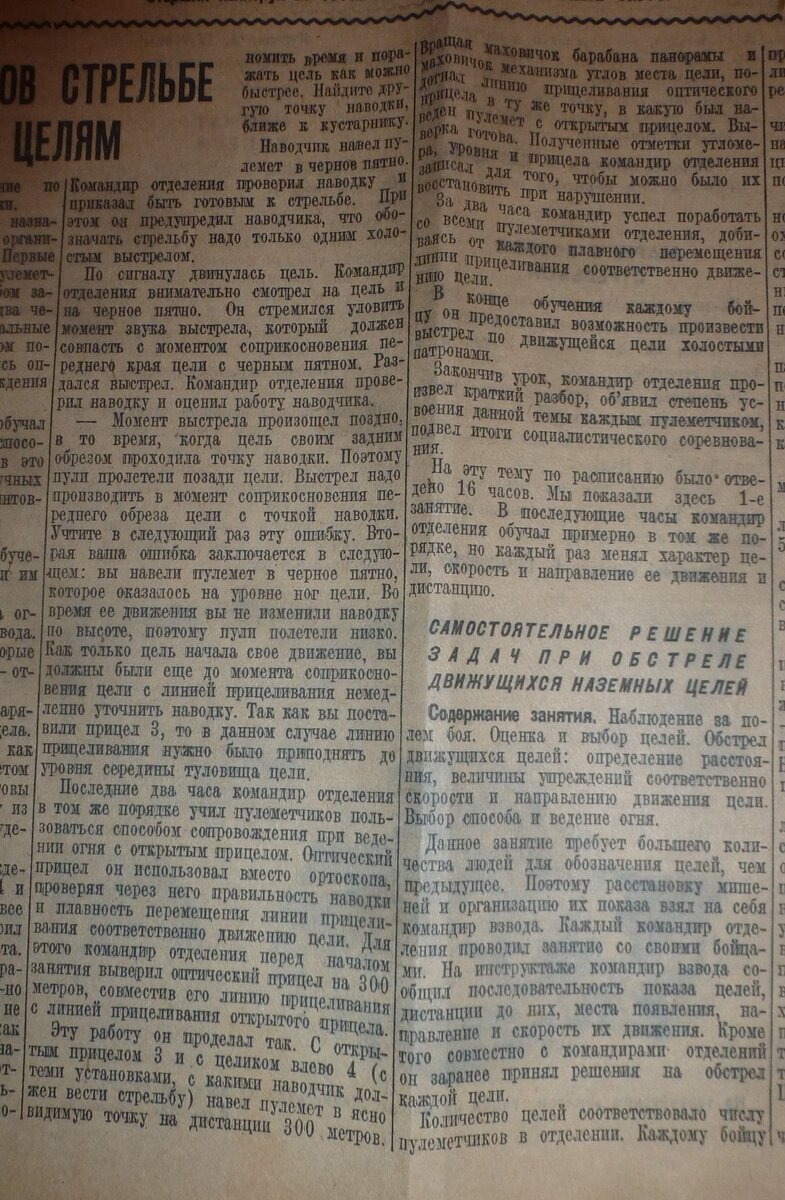 ОВ СТРЕЛЬБЕ
ЦЕЛЯМ
номить время и пора-
жать цель как можно
быстрее. Найдите дру-
гую точку наводки,
ближе к кустарнику.
Наводчик навел пу-
лемет в черное пятно.
Командир отделения проверил наводку и
приказал быть готовым к стрельбе. При
этом он предупредил наводчика, что обо-
значать стрельбу надо только одним холо-
стым выстрелом.
По сигналу двинулась цель. Командир
отделения внимательно смотрел на цель и
на черное пятно. Он стремился уловить
момент звука выстрела, который должен
совпасть с моментом соприкосновения пе-
реднего края цели с черным пятном. Раз-
дался выстрел. Командир отделения прове-
рил наводку и оценил работу наводчика.
— Момент выстрела произошел поздно,
в то время, когда цель своим задним
обрезом проходила точку наводки. Поэтому
пули пролетели позади цели. Выстрел надо
производить в момент соприкосновения пе-
реднего обреза цели с точкой наводки.
Учтите в следующий раз эту ошибку. Вто-
рая ваша ошибка заключается в следую-
щем: вы навели пулемет в черное пятно,
которое оказалось на уровне ног цели. Во
время ее движения вы не изменили наводку
по высоте, поэтому пули полетели низко.
Как только цель начала свое движение, вы
должны были еще до момента соприкосно-
вения цели с линией прицеливания немед-
ленно уточнить наводку. Так как вы поста-
вили прицел 3, то в данном случае линию
прицеливания нужно было приподнять до
уровня середины туловища цели.
Последние два часа командир отделения
в том же порядке учил пулеметчиков поль-
зоваться способом сопровождения при веде-
нии огня с открытым прицелом. Оптический
прицел он использовал вместо ортоскопа,
проверяя через него правильность наводки
и плавность перемещения линии прицели-
вания соответственно движению цели. Для
этого командир отделения перед началом
занятия выверил оптический прицел на 300
метров, совместив его линию прицеливания
с линией прицеливания открытого прицела.
Эту работу он проделал так. С откры-
тым прицелом 3 и с целиком влево 4 (с
теми установками, с какими наводчик дол-
жен вести стрельбу) навел пулемет в ясно
видимую точку на дистанции 300 метров.
Вращая маховичок барабана панорамы и
маховичок механизма углов места цели, по-
догнал линию прицеливания оптического
прицела в ту же точку, в какую был на-
веден пулемет с открытым прицелом. Вы-
верка готова. Полученные отметки угломе-
ра, уровня и прицела командир отделения
записал для того, чтобы можно было их
восстановить при нарушении.
За два часа командир успел поработать
со всеми пулеметчиками отделения, доби-
ваясь от каждого плавного перемещения
линии прицеливания соответственно движе-
нию цели.
В конце обучения каждому бой-
цу он предоставил возможность произвести
выстрел по движущейся цели холостыми
патронами.
Закончив урок, командир отделения про-
извел краткий разбор, об'явил степень ус-
воения данной темы каждым пулеметчиком,
подвел итоги социалистического соревнова-
ния.
На эту тему по расписанию было отве-
дено 16 часов. Мы показали здесь 1-е
занятие. В последующие часы командир
отделения обучал примерно в том же по-
рядке, но каждый раз менял характер це-
ли, скорость и направление ее движения и
дистанцию.
САМОСТОЯТЕЛЬНОЕ РЕШЕНИЕ
ЗАДАЧ ПРИ ОБСТРЕЛЕ
ДВИЖУЩИХСЯ НАЗЕМНЫХ ЦЕЛЕЙ
Содержание занятия. Наблюдение за по-
лем боя. Оценка и выбор целей. Обстрел
движущихся целей: определение расстоя-
ния, величины упреждений соответственно
скорости и направлению движения цели.
Выбор способа и ведение огня.
Данное занятие требует большего коли-
чества людей для обозначения целей, чем
предыдущее. Поэтому расстановку мише-
ней и организацию их показа взял на себя
командир взвода. Каждый командир отде-
ления проводил занятие со своими бойца-
ми. На инструктаже командир взвода со-
общил последовательность показа целей,
дистанции до них, места появления, на-
правление и скорость их движения. Кроме
того совместно с командирами отделений
он заранее принял решения на обстрел
каждой цели.
Количество целей соответствовало числу
пулеметчиков в отделении. Каждому бойцу